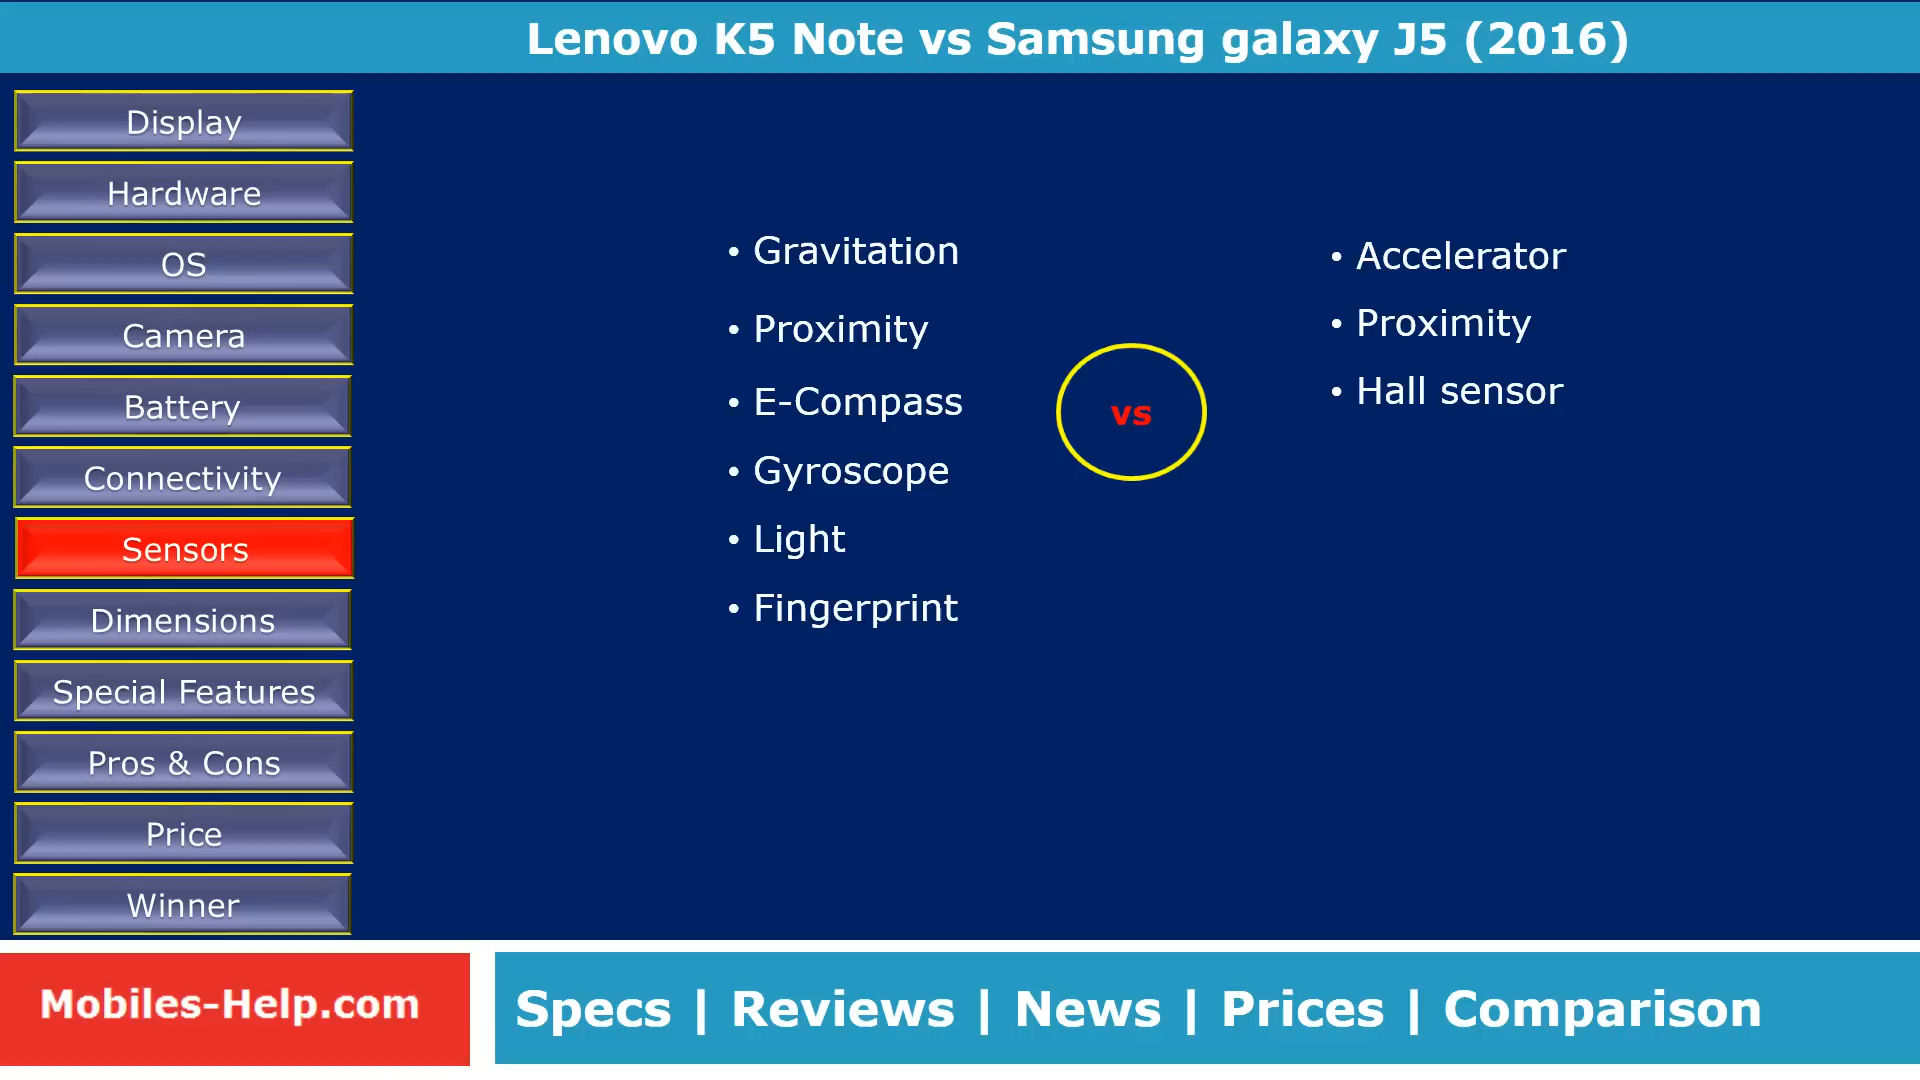 Lenovo K5 Note vs Samsung galaxy J5 (2016)
Display
Hardware
OS
Camera
Battery
Connectivity
Sensors
Dimensions
Special Features
Pros & Cons
Price
Winner
• Gravitation
• Proximity
• E-Compass
• Gyroscope
• Light
• Fingerprint
vs
• Accelerator
• Proximity
• Hall sensor
Mobiles-Help.com
Specs | Reviews | News | Prices | Comparison